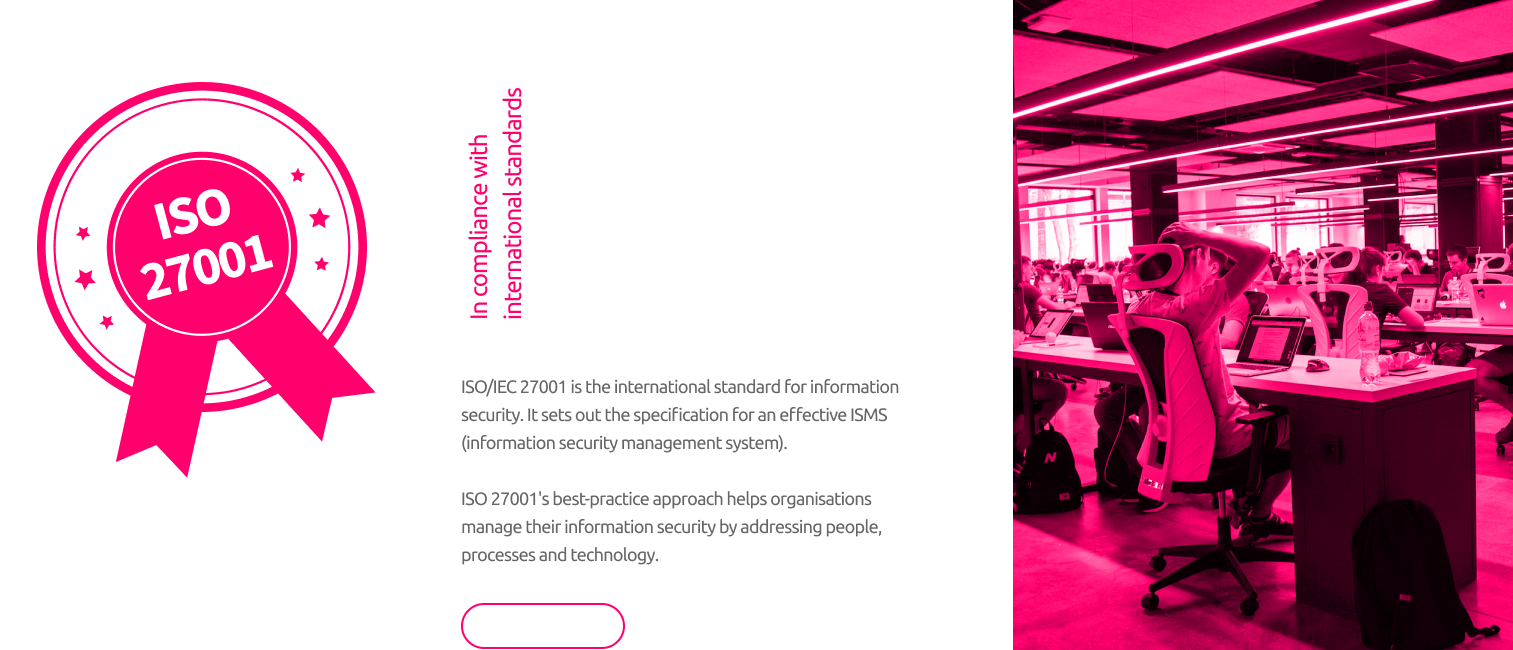 ISO
27001
In compliance with
international standards
ISO/IEC 27001 is the international standard for information
security. It sets out the specification for an effective ISMS
(information security management system).
ISO 27001's best-practice approach helps organisations
manage their information security by addressing people,
processes and technology.